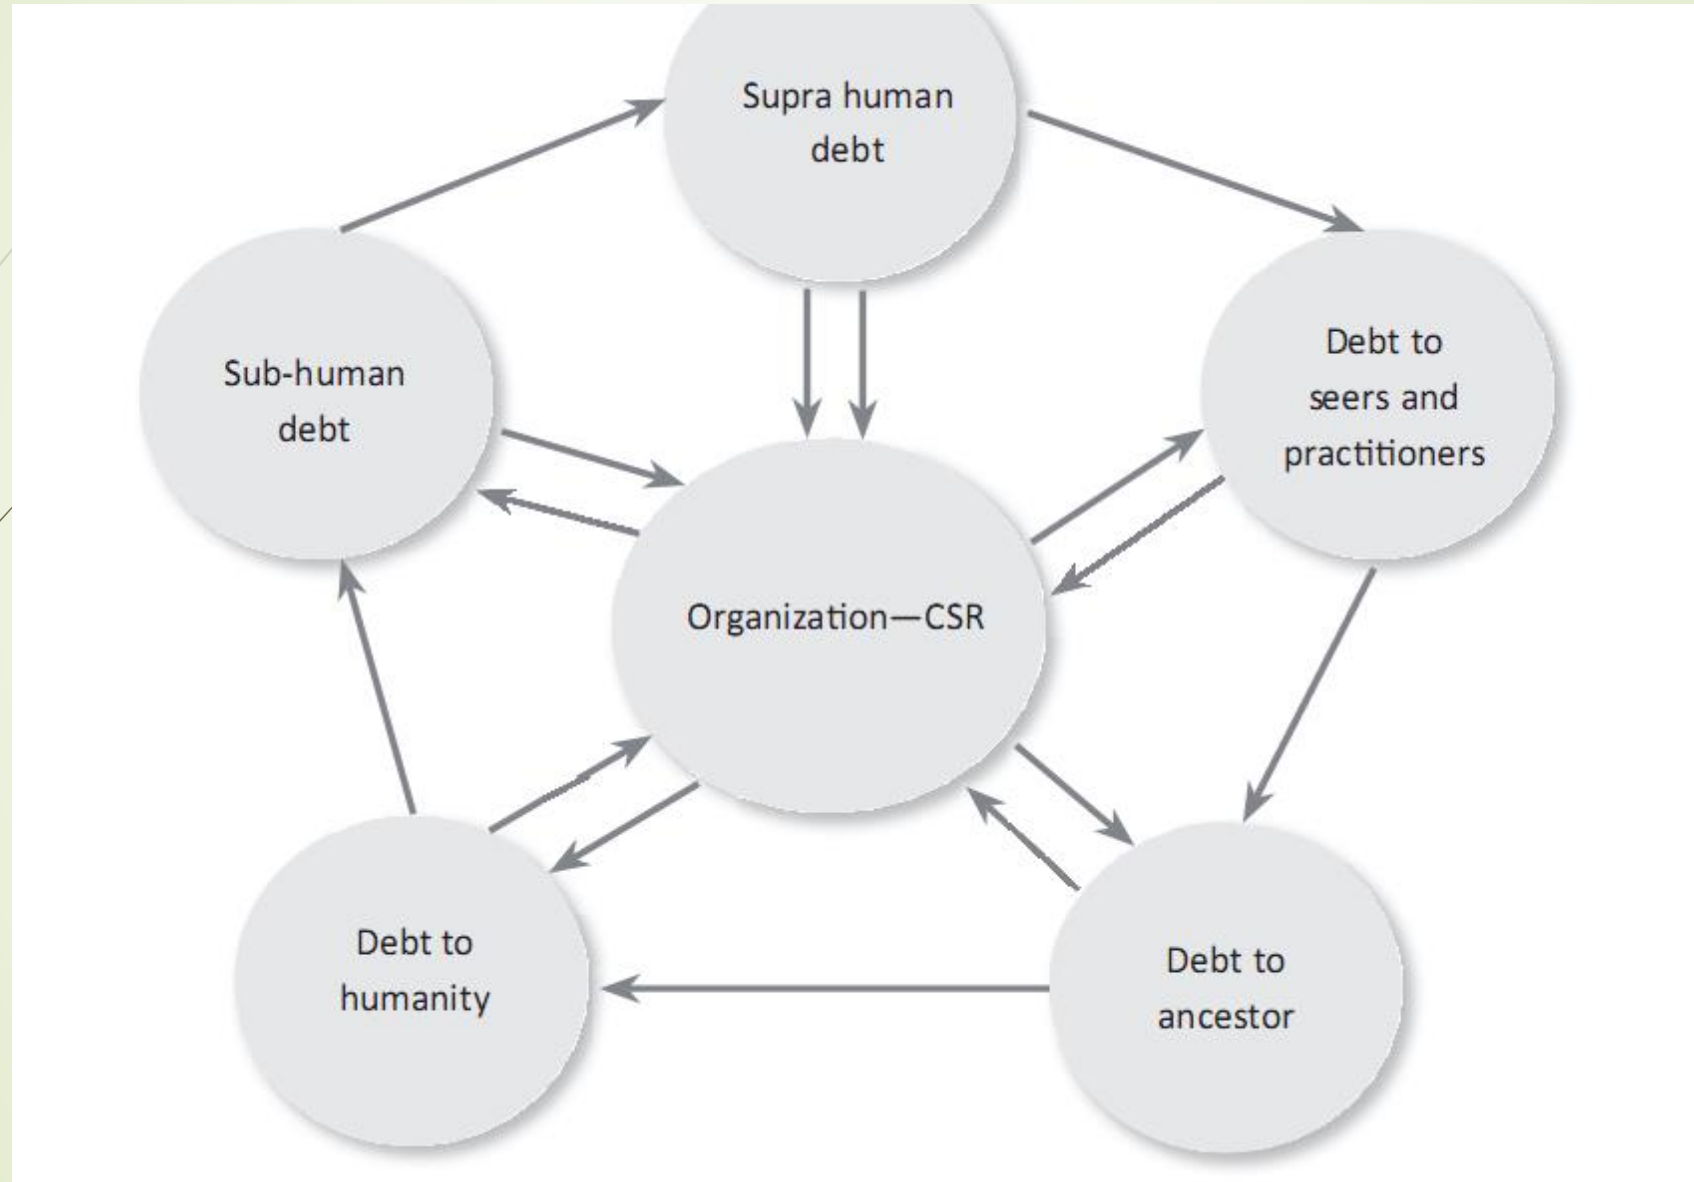 Supra human
debt
Debt to
seers and
practitioners
Sub-human
debt
Organization—CSR
Debt to
humanity
Debt to
ancestor